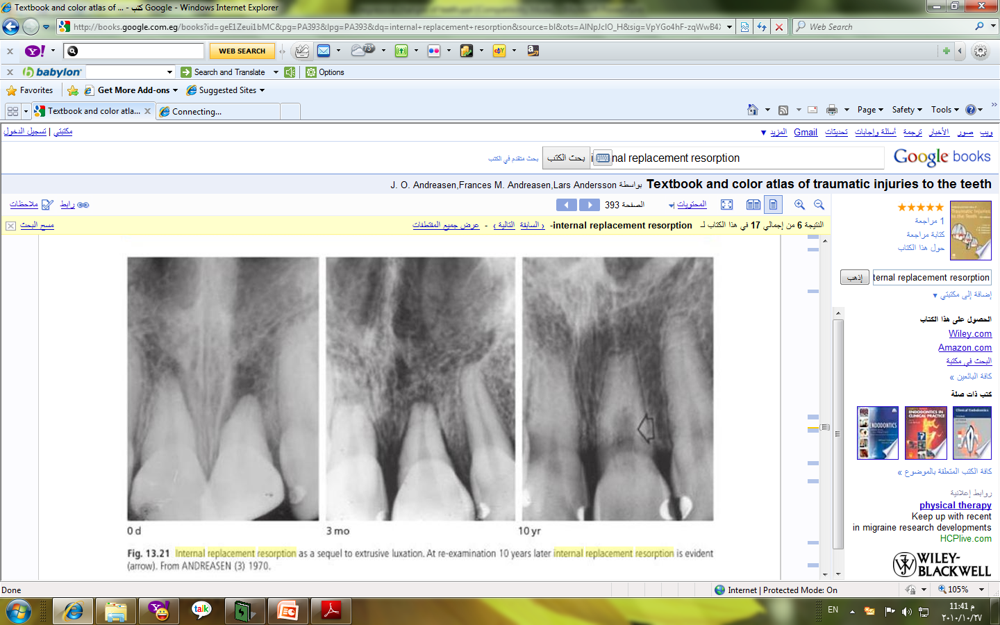 Textbook and color atlas of ... - كتب Google - Windows Internet Explorer
http://books.google.com.eg/books?id=geE1Zeui1bMC&pg=PA393&lpg=PA393&dq=internal+replacement+resorption&source=bl&ots=AlNpJclO_H&sig=VpYGo4hF-zqWwB4
Web Search
Y! WEB SEARCH 73°
babylon Search and Translate Options
Favorites Get More Add-ons Suggested Sites
Textbook and color atla... Connecting...
Page Safety Tools
ويب صور الأخبار ترجمة أسئلة وإجابات تحديثات Gmail المزيد ▼
مكتبتي | تسجيل الدخول
Google books
nal replacement resorption بحث الكتب بحث متقدم في الكتب
Textbook and color atlas of traumatic injuries to the teeth بواسطة J. O. Andreasen,Frances M. Andreasen,Lars Andersson
المحتويات الصفحة 393
رابط ملاحظات
النتيجة 6 من إجمالي 17 في هذا الكتاب لـ internal replacement resorption- ‹ السابقة التالية › - عرض جميع المقتطفات
مسح البحث
0 d 3 mo 10 yr
Fig. 13.21 Internal replacement resorption as a sequel to extrusive luxation. At re-examination 10 years later internal replacement resorption is evident
(arrow). From ANDREASEN (3) 1970.
1 مراجعة
كتابة مراجعة
حول هذا الكتاب
ternal replacement resorption إذهب
إضافة إلى مكتبتي ▼
الحصول على هذا الكتاب
Wiley.com
Amazon.com
البحث في مكتبة
كافة البائعين »
كتب ذات صلة
ENDODONTICS
ENDODONTICS IN CLINICAL PRACTICE
Clinical Endodontics
كافة الكتب المتعلقة بالموضوع »
روابط إعلانية
physical therapy
Keep up with recent
in migraine research developments
HCPlive.com
WILEY-
BLACKWELL
Done Internet | Protected Mode: On 105%
talk
EN
11:41 م
٢٠١٠/١٠/٢٧